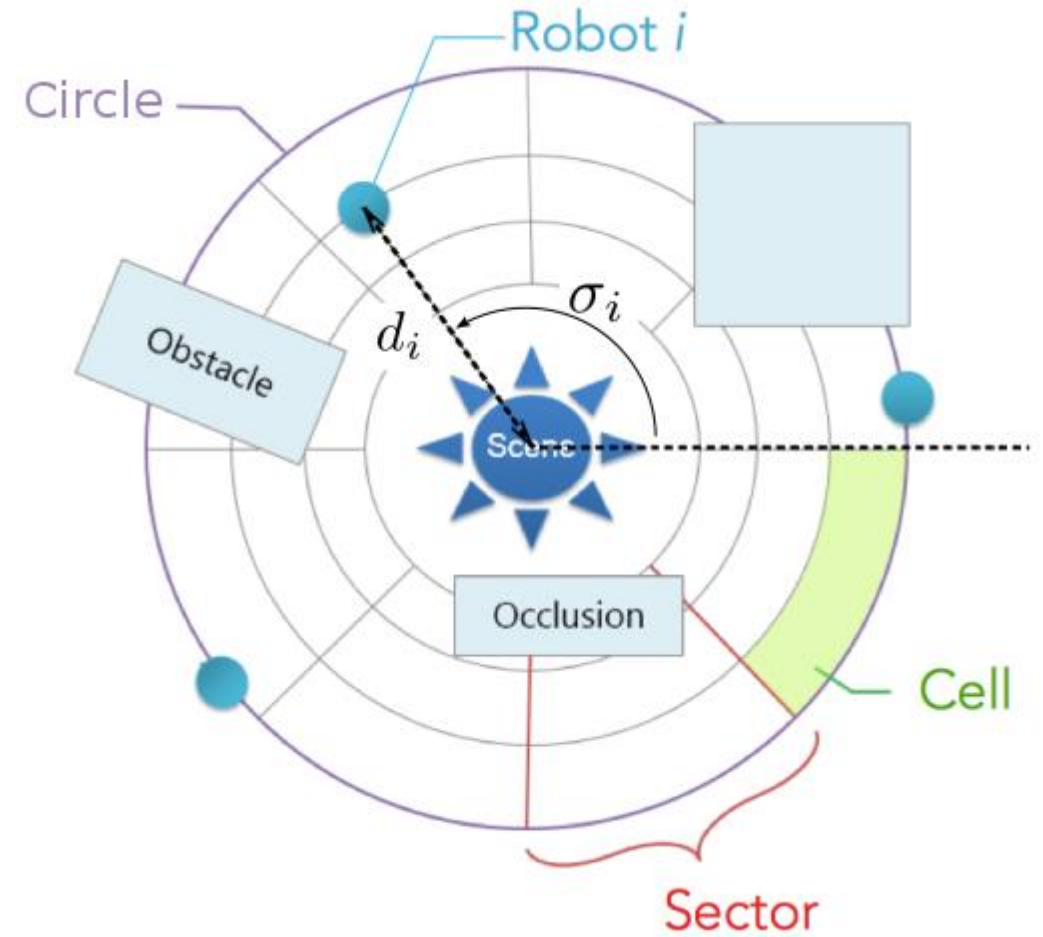 Robot i
Circle
σi
di
Obstacle
Scene
Occlusion
Cell
Sector